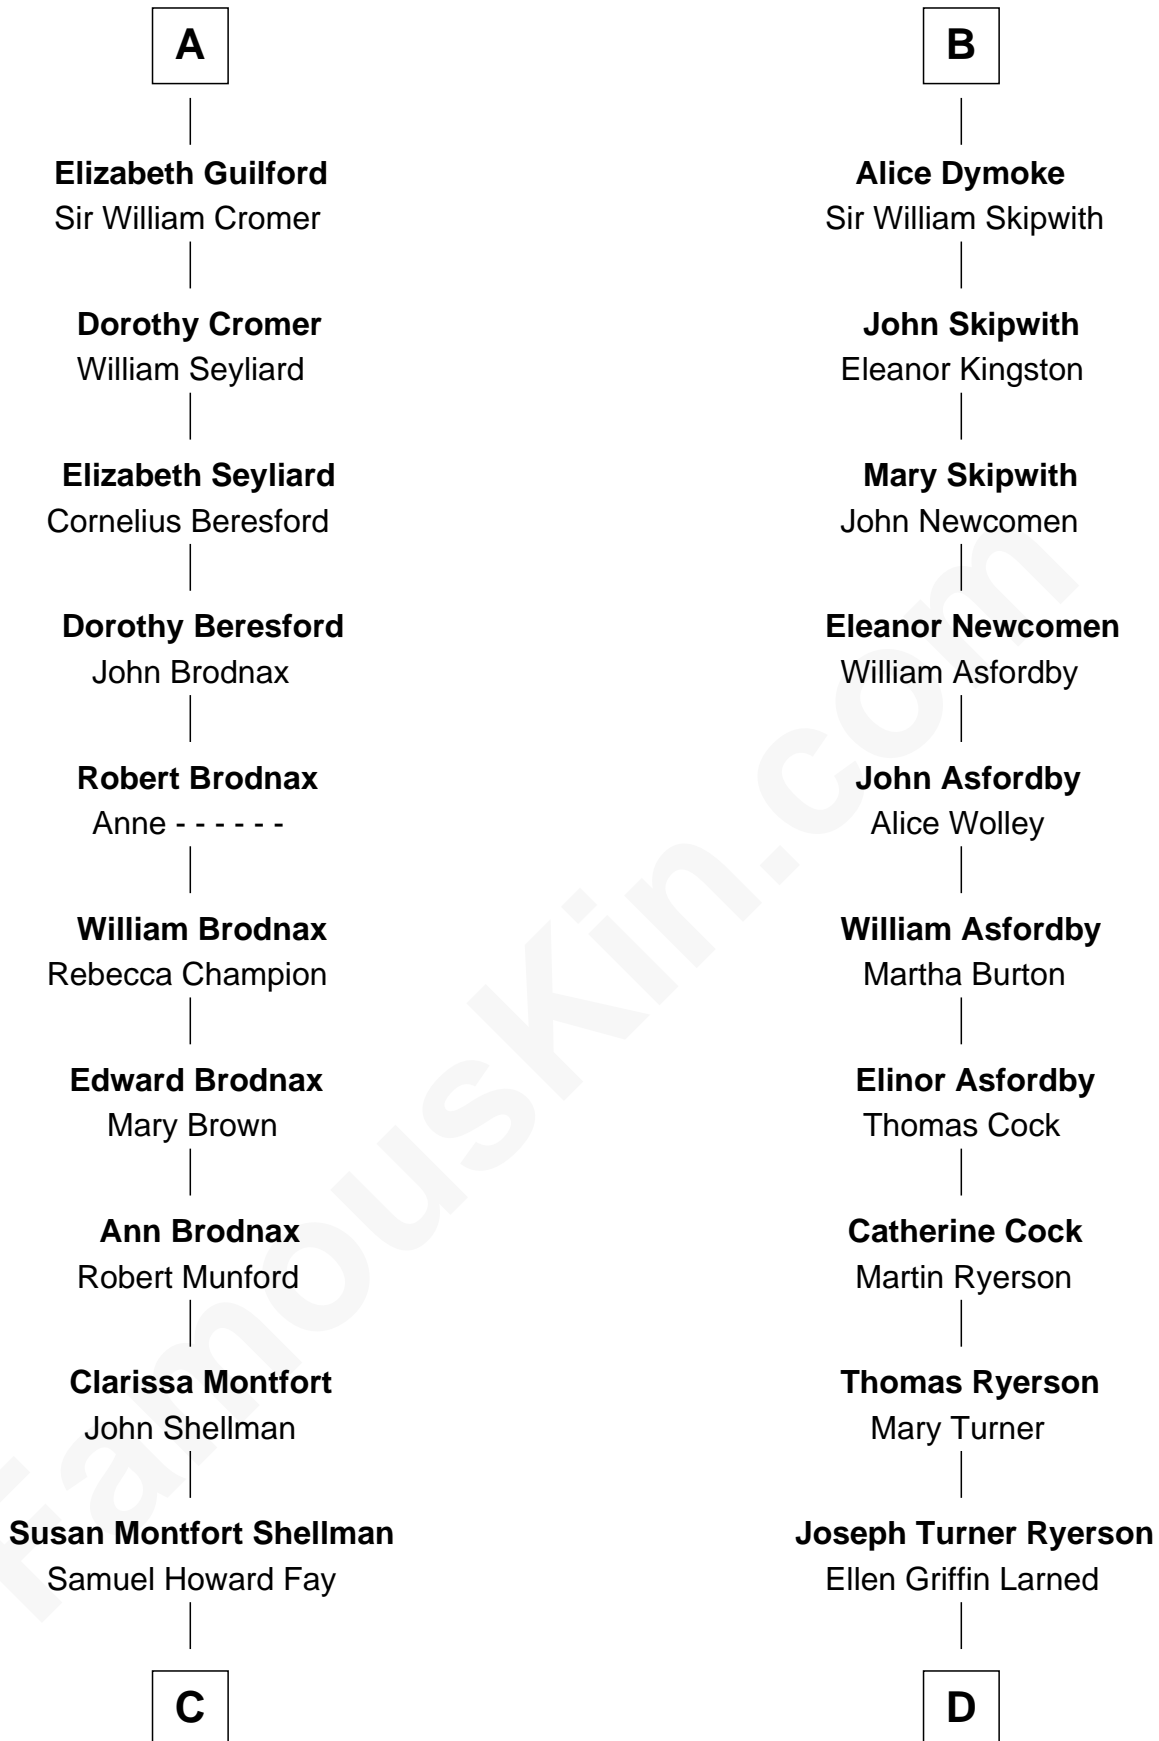 A
Elizabeth Guilford
Sir William Cromer
Dorothy Cromer
William Seyliard
Elizabeth Seyliard
Cornelius Beresford
Dorothy Beresford
John Brodnax
Robert Brodnax
Anne - - - - - -
William Brodnax
Rebecca Champion
Edward Brodnax
Mary Brown
Ann Brodnax
Robert Munford
Clarissa Montfort
John Shellman
Susan Montfort Shellman
Samuel Howard Fay
C
B
Alice Dymoke
Sir William Skipwith
John Skipwith
Eleanor Kingston
Mary Skipwith
John Newcomen
Eleanor Newcomen
William Asfordby
John Asfordby
Alice Wolley
William Asfordby
Martha Burton
Elinor Asfordby
Thomas Cock
Catherine Cock
Martin Ryerson
Thomas Ryerson
Mary Turner
Joseph Turner Ryerson
Ellen Griffin Larned
D
FamousKin.com